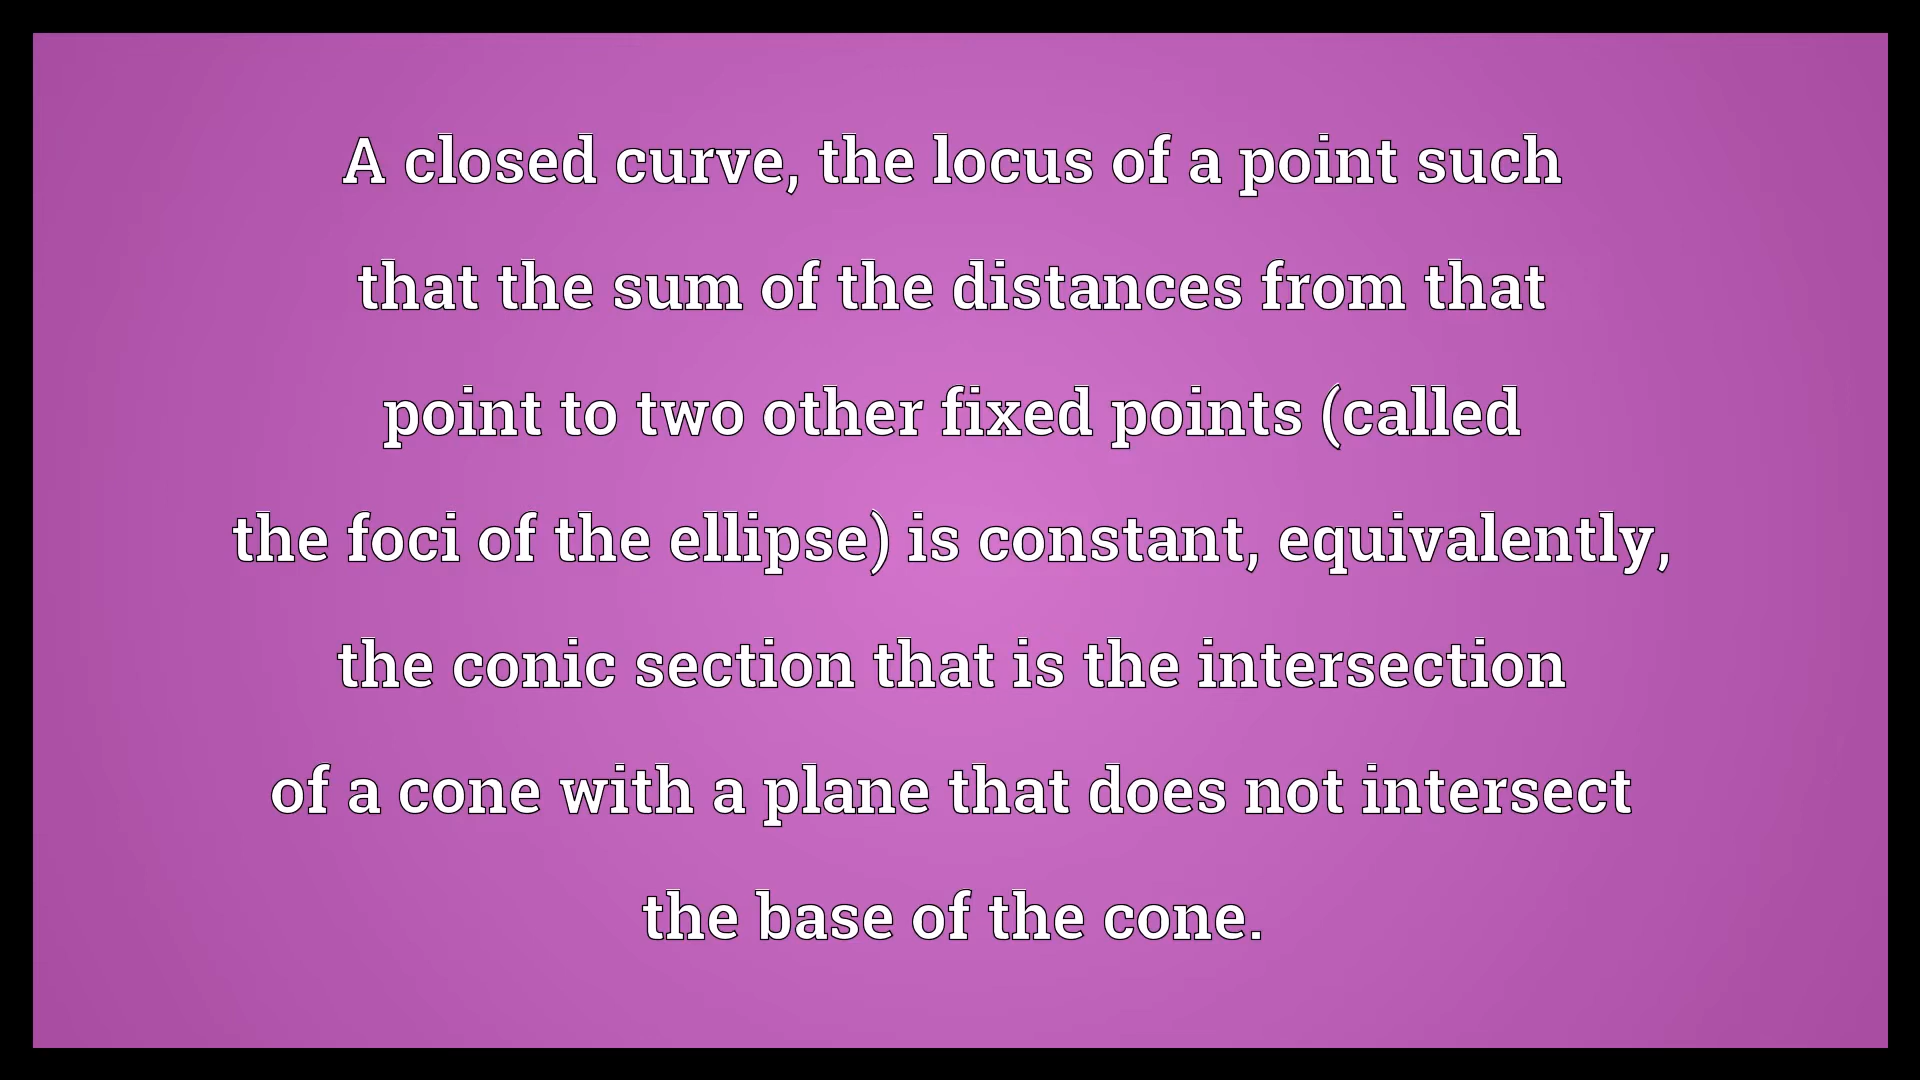 A closed curve, the locus of a point such
that the sum of the distances from that
point to two other fixed points (called
the foci of the ellipse) is constant, equivalently,
the conic section that is the intersection
of a cone with a plane that does not intersect
the base of the cone.